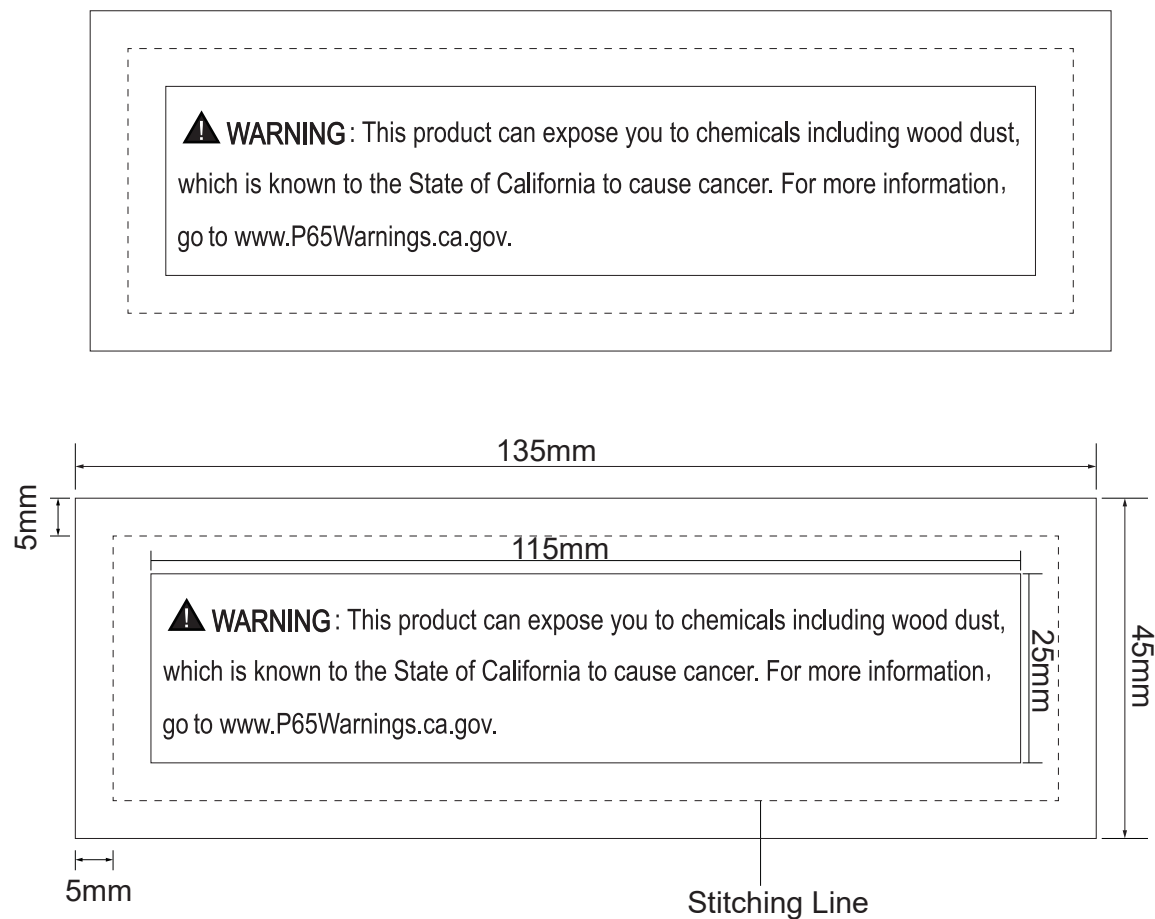 ⚠ WARNING: This product can expose you to chemicals including wood dust,
which is known to the State of California to cause cancer. For more information，
go to www.P65Warnings.ca.gov.
135mm
5mm
115mm
⚠ WARNING: This product can expose you to chemicals including wood dust,
which is known to the State of California to cause cancer. For more information，
go to www.P65Warnings.ca.gov.
25mm
45mm
5mm
Stitching Line